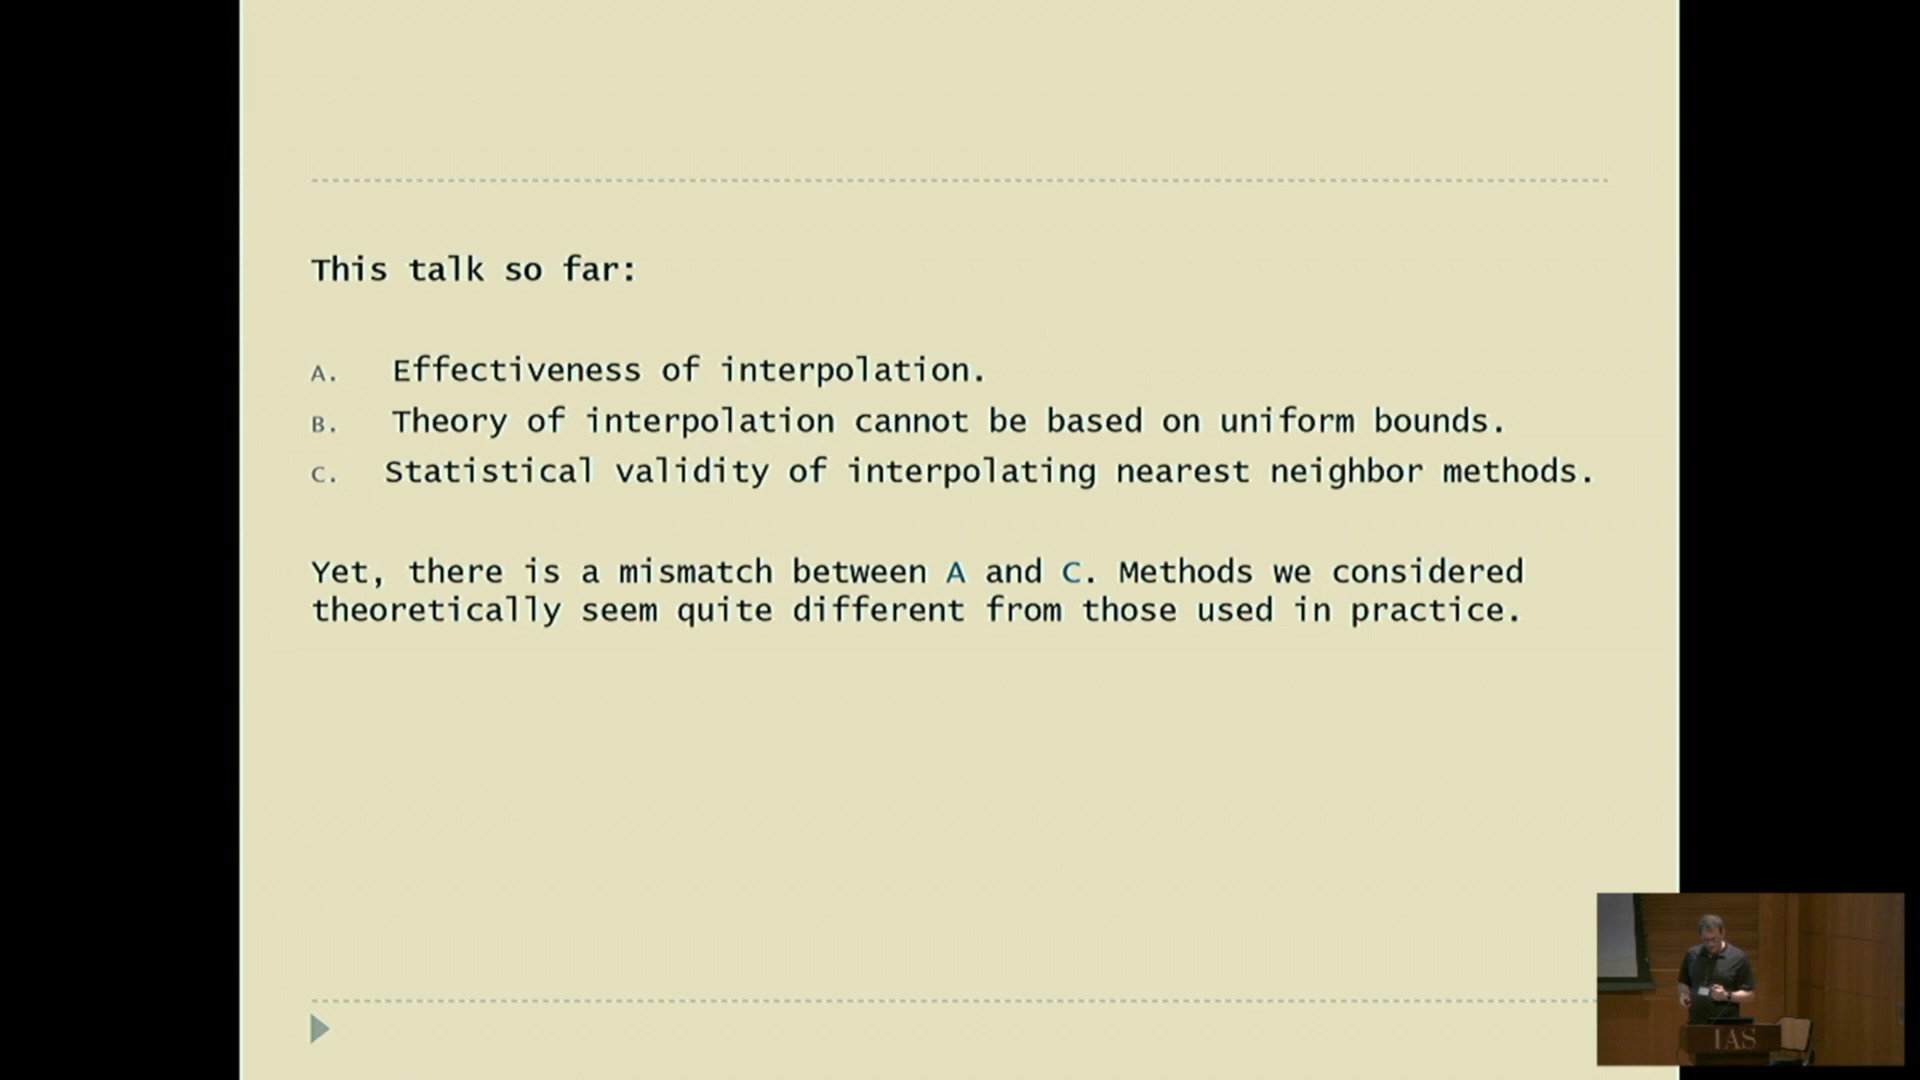 This talk so far:
A. Effectiveness of interpolation.
B. Theory of interpolation cannot be based on uniform bounds.
C. Statistical validity of interpolating nearest neighbor methods.
Yet, there is a mismatch between A and C. Methods we considered
theoretically seem quite different from those used in practice.
IAS